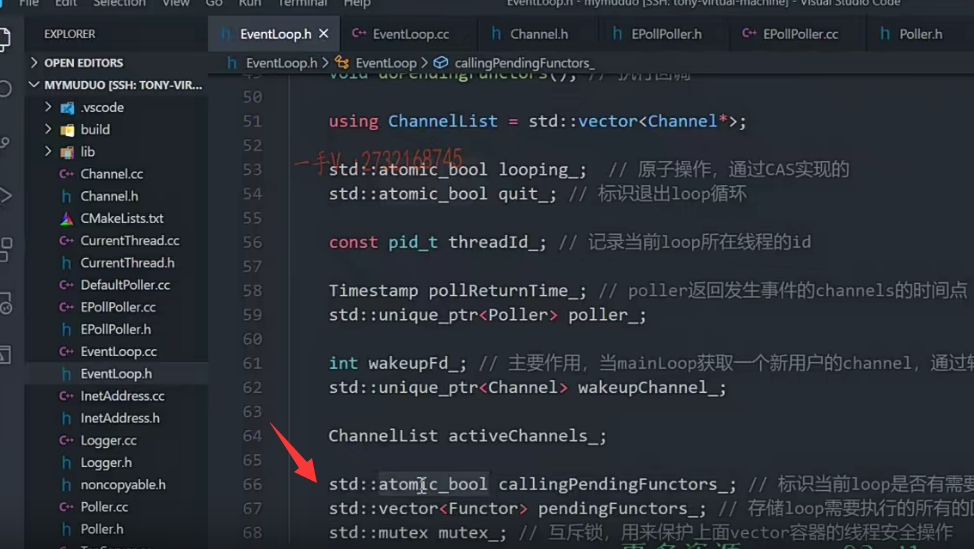 File Edit Selection View Go Run Terminal Help
EventLoop.h - mymuduo [SSH: tony-virtual-machine] - Visual Studio Code
EXPLORER
OPEN EDITORS
MYMUDUO [SSH: TONY-VIR...
.vscode
build
lib
Channel.cc
Channel.h
CMakeLists.txt
CurrentThread.cc
CurrentThread.h
DefaultPoller.cc
EPollPoller.cc
EPollPoller.h
EventLoop.cc
EventLoop.h
InetAddress.cc
InetAddress.h
Logger.cc
Logger.h
noncopyable.h
Poller.cc
Poller.h
EventLoop.h EventLoop.cc Channel.h EPollPoller.h EPollPoller.cc Poller.h
EventLoop.h > EventLoop > callingPendingFunctors_
49 void doPendingFunctors(); // 执行回调
50
51 using ChannelList = std::vector<Channel*>;
52
一手V:2732168745
53 std::atomic_bool looping_; // 原子操作，通过CAS实现的
54 std::atomic_bool quit_; // 标识退出loop循环
55
56 const pid_t threadId_; // 记录当前loop所在线程的id
57
58 Timestamp pollReturnTime_; // poller返回发生事件的channels的时间点
59 std::unique_ptr<Poller> poller_;
60
61 int wakeupFd_; // 主要作用，当mainLoop获取一个新用户的channel，通过
62 std::unique_ptr<Channel> wakeupChannel_;
63
64 ChannelList activeChannels_;
65
66 std::atomic_bool callingPendingFunctors_; // 标识当前loop是否有需要
67 std::vector<Functor> pendingFunctors_; // 存储loop需要执行的所有的
68 std::mutex mutex_; // 互斥锁，用来保护上面vector容器的线程安全操作